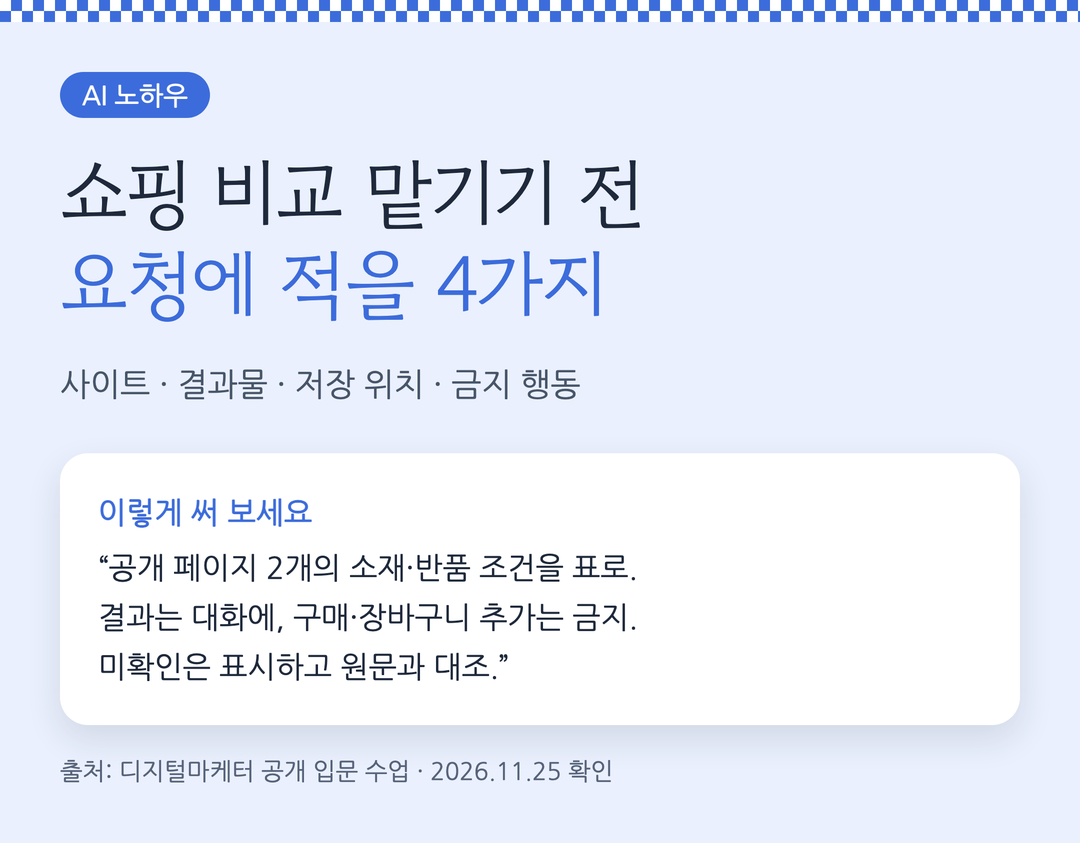 AI 노하우
쇼핑 비교 맡기기 전
요청에 적을 4가지
사이트 · 결과물 · 저장 위치 · 금지 행동
이렇게 써 보세요
“공개 페이지 2개의 소재·반품 조건을 표로.
결과는 대화에, 구매·장바구니 추가는 금지.
미확인은 표시하고 원문과 대조.”
출처: 디지털마케터 공개 입문 수업 · 2026.11.25 확인